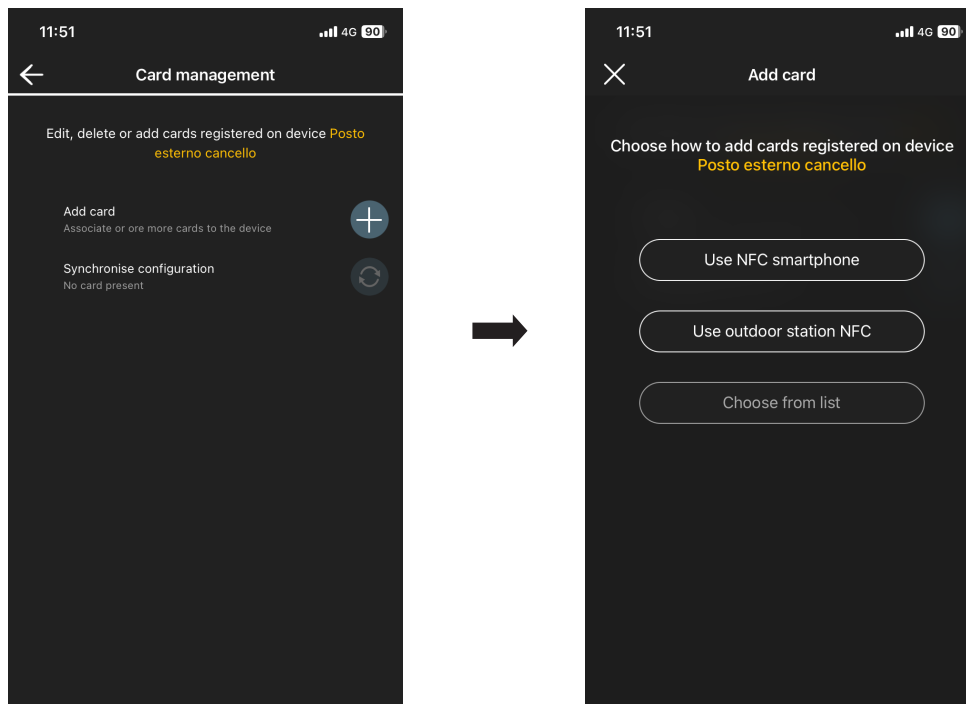 11:51
4G 90
Card management
Edit, delete or add cards registered on device Posto
esterno cancello
Add card
Associate or ore more cards to the device
Synchronise configuration
No card present
11:51
4G 90
Add card
Choose how to add cards registered on device
Posto esterno cancello
Use NFC smartphone
Use outdoor station NFC
Choose from list